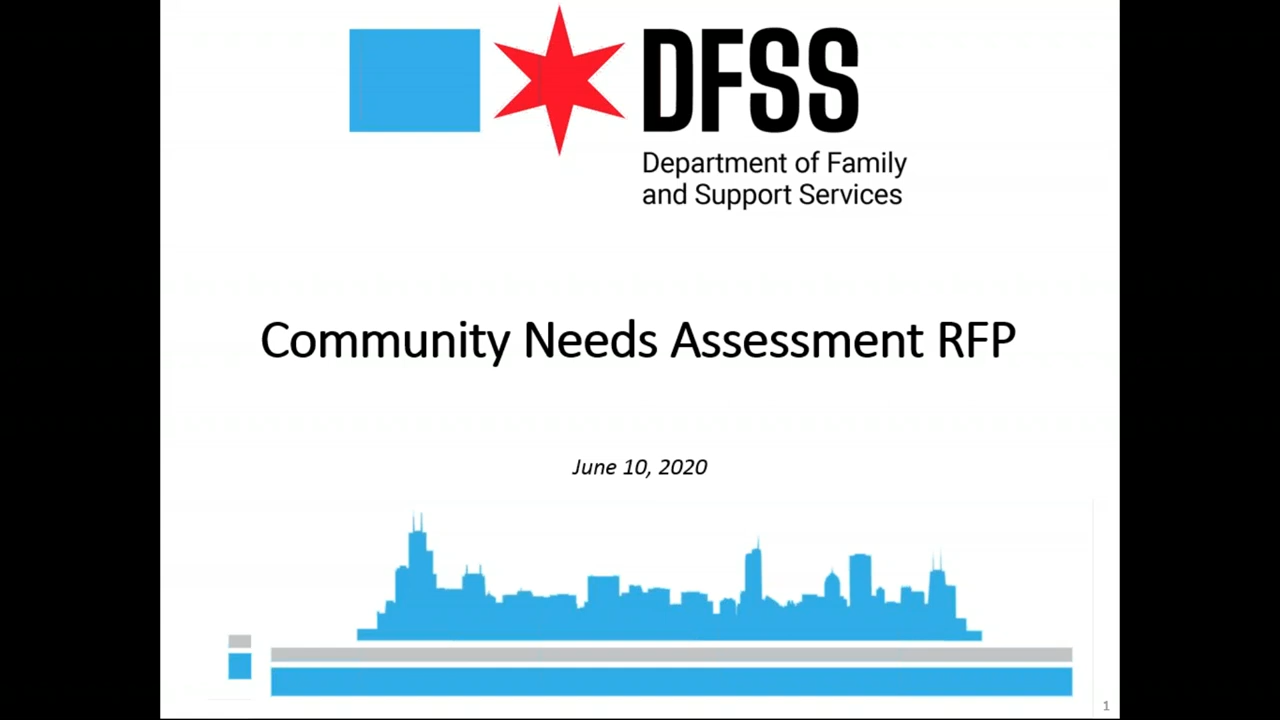 DFSS
Department of Family
and Support Services
Community Needs Assessment RFP
June 10, 2020
1